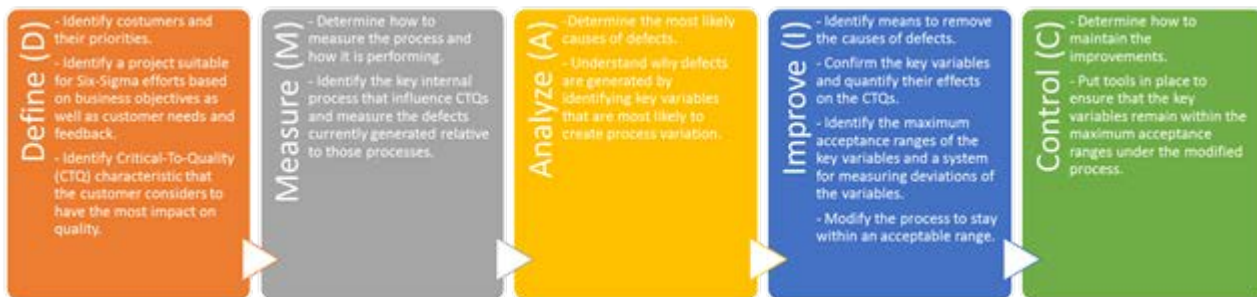 Define (D)
- Identify costumers and
their priorities.
- Identify a project suitable
for Six-Sigma efforts based
on business objectives as
well as customer needs and
feedback.
- Identify Critical-To-Quality
(CTQ) characteristic that
the customer considers to
have the most impact on
quality.
Measure (M)
- Determine how to
measure the process and
how it is performing.
- Identify the key internal
process that influence CTQs
and measure the defects
currently generated relative
to those processes.
Analyze (A)
-Determine the most likely
causes of defects.
- Understand why defects
are generated by
identifying key variables
that are most likely to
create process variation.
Improve (I)
- Identify means to remove
the causes of defects.
- Confirm the key variables
and quantify their effects
on the CTQs.
- Identify the maximum
acceptance ranges of the
key variables and a system
for measuring deviations of
the variables.
- Modify the process to stay
within an acceptable range.
Control (C)
- Determine how to
maintain the
improvements.
- Put tools in place to
ensure that the key
variables remain within the
maximum acceptance
ranges under the modified
process.